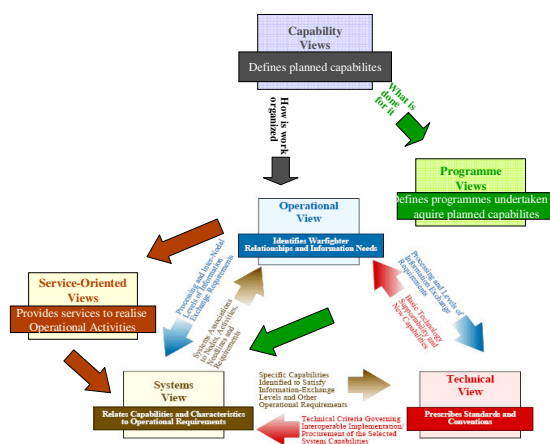 Capability
Views
Defines planned capabilites
How is work
organized
What is
done
for it
Programme
Views
Defines programmes undertaken
aquire planned capabilites
Operational
View
Identifies Warfighter
Relationships and Information Needs
Processing and Inter-Nodal
Levels of Information
Exchange Requirements
Systems Associations
to Nodes, Activities,
Needlines and
Requirements
Processing and Levels of
Information Exchange
Requirements
Basic Technology
Supportability and
New Capabilities
Service-Oriented
Views
Provides services to realise
Operational Activities
Systems
View
Relates Capabilities and Characteristics
to Operational Requirements
Specific Capabilities
Identified to Satisfy
Information-Exchange
Levels and Other
Operational Requirements
Technical Criteria Governing
Interoperable Implementation/
Procurement of the Selected
System Capabilities
Technical
View
Prescribes Standards and
Conventions